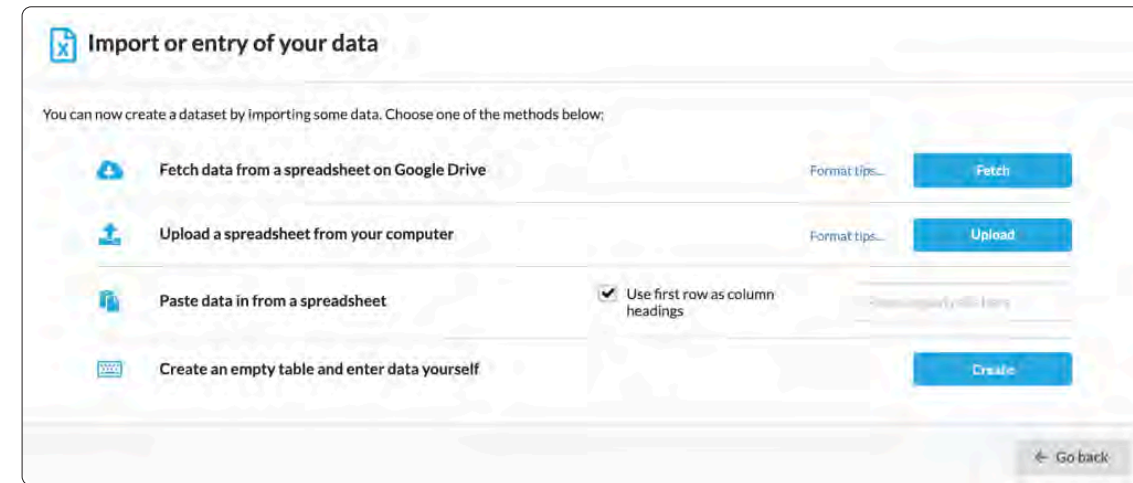 Import or entry of your data
You can now create a dataset by importing some data. Choose one of the methods below:
Fetch data from a spreadsheet on Google Drive
Format tips...
Fetch
Upload a spreadsheet from your computer
Format tips...
Upload
Paste data in from a spreadsheet
Use first row as column
headings
Create an empty table and enter data yourself
Create
← Go back